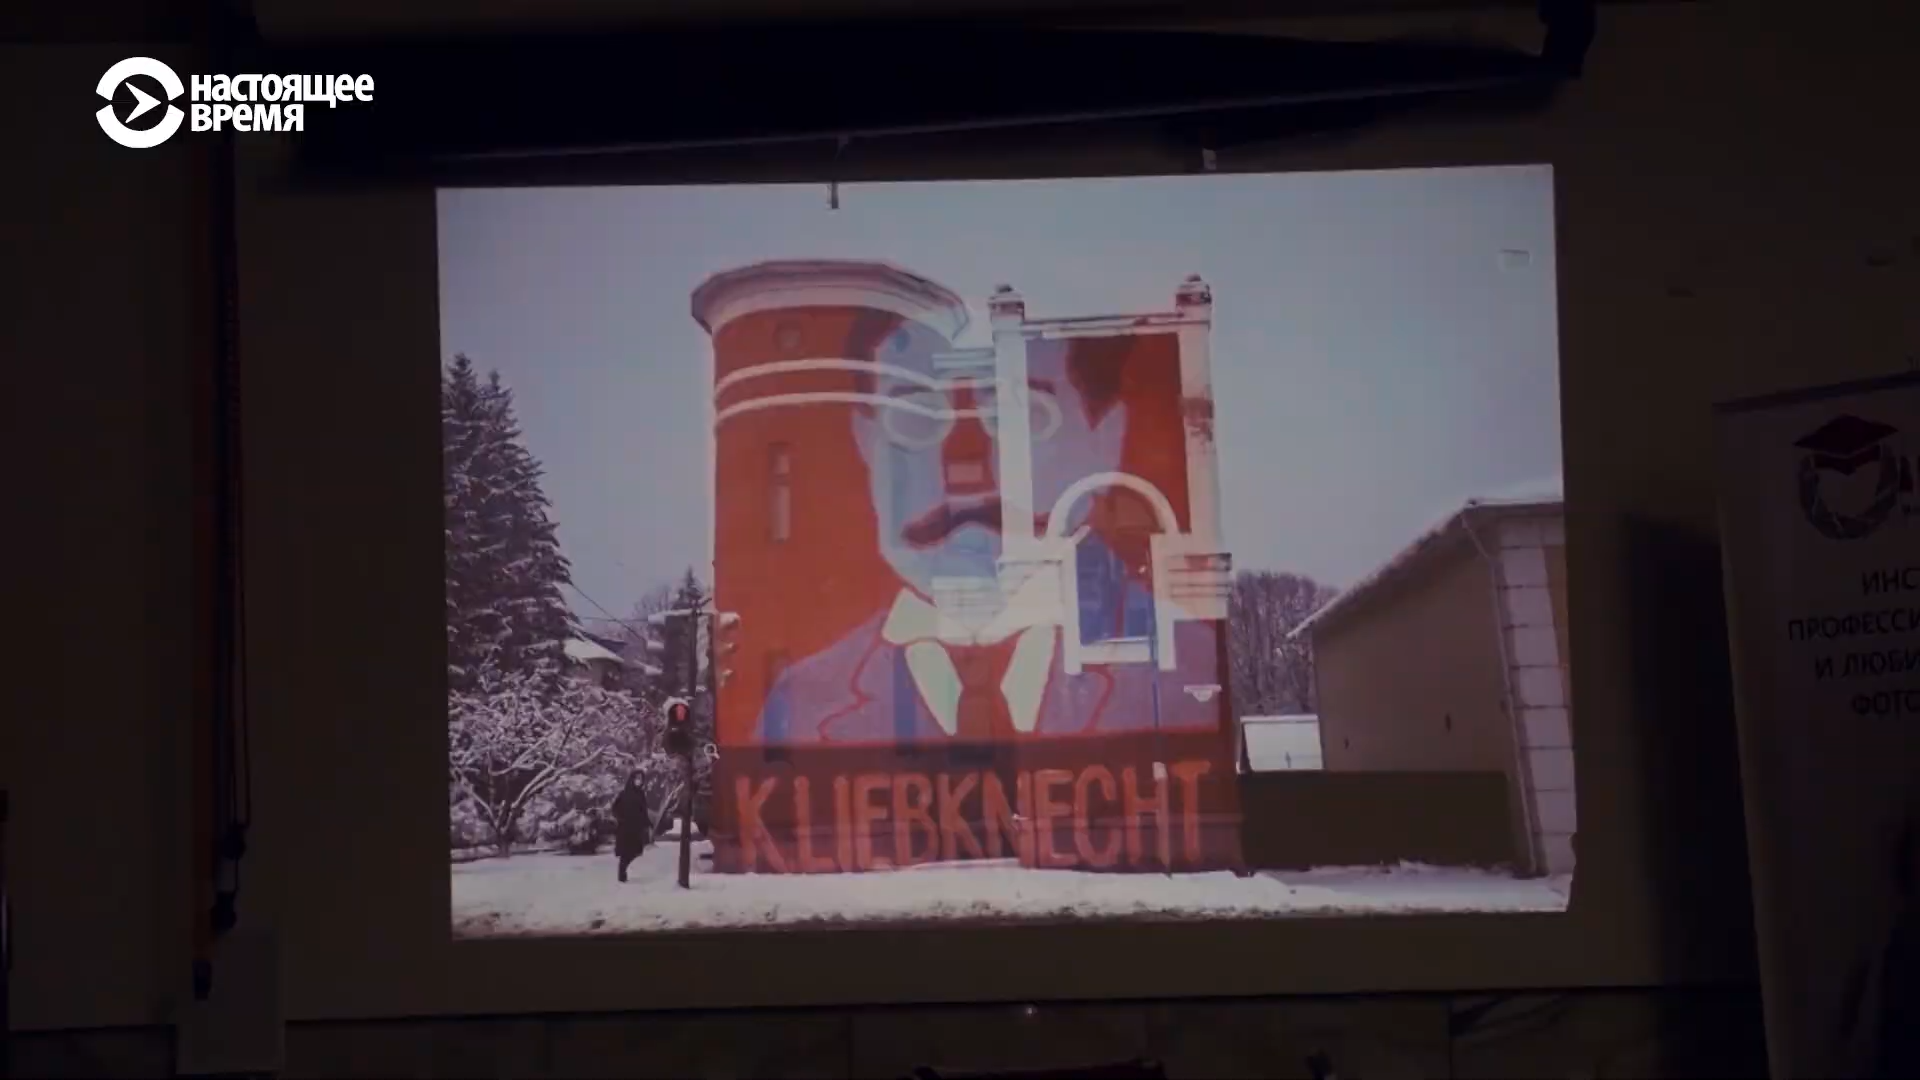 НАСТОЯЩЕЕ
ВРЕМЯ
K.LIEBKNECHT
ИНС
ПРОФЕССИ
И ЛЮБИ
ФОТО